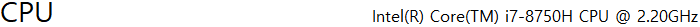 CPU Intel(R) Core(TM) i7-8750H CPU @ 2.20GHz